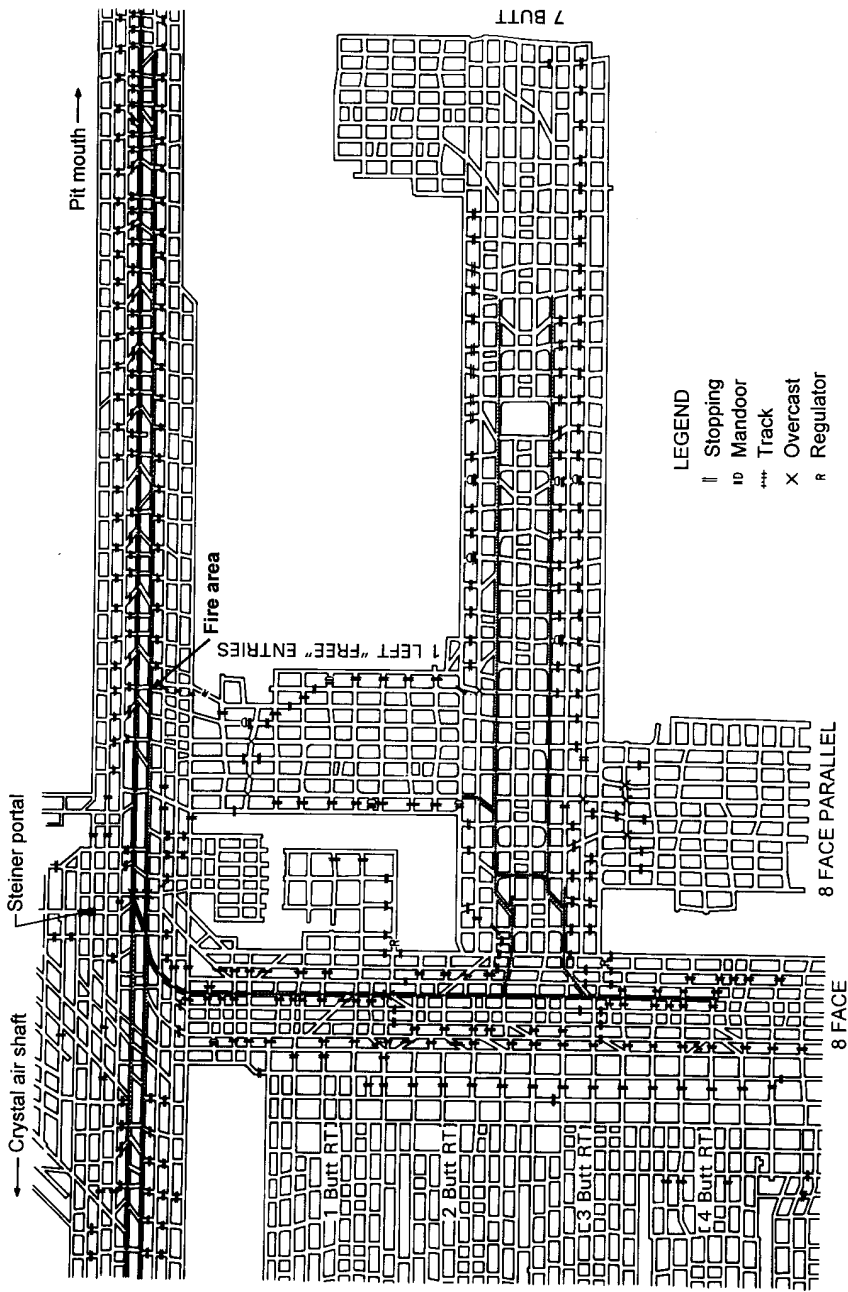 Pit mouth →
← Crystal air shaft
Steiner portal
Fire area
1 LEFT "FREE" ENTRIES
7 BUTT
[1 Butt RT]
[2 Butt RT]
[3 Butt RT]
[4 Butt RT]
8 FACE
8 FACE PARALLEL
R
R
LEGEND
Stopping
D Mandoor
Track
X Overcast
R Regulator